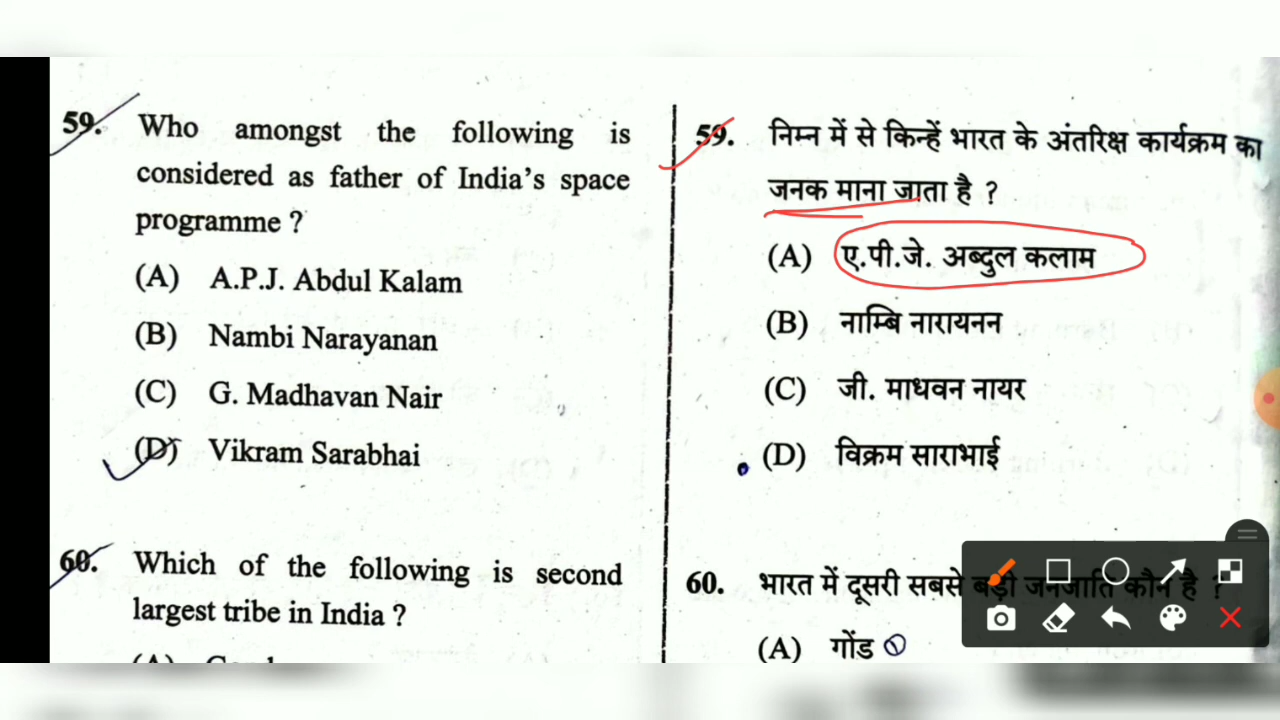 59. Who amongst the following is
considered as father of India's space
programme ?
(A) A.P.J. Abdul Kalam
(B) Nambi Narayanan
(C) G. Madhavan Nair
(D) Vikram Sarabhai
60. Which of the following is second
largest tribe in India ?
59. निम्न में से किन्हें भारत के अंतरिक्ष कार्यक्रम का
जनक माना जाता है ?
(A) ए.पी.जे. अब्दुल कलाम
(B) नाम्बि नारायनन
(C) जी. माधवन नायर
(D) विक्रम साराभाई
60. भारत में दूसरी सबसे बड़ी जनजाति कौन है ?
(A) गोंड